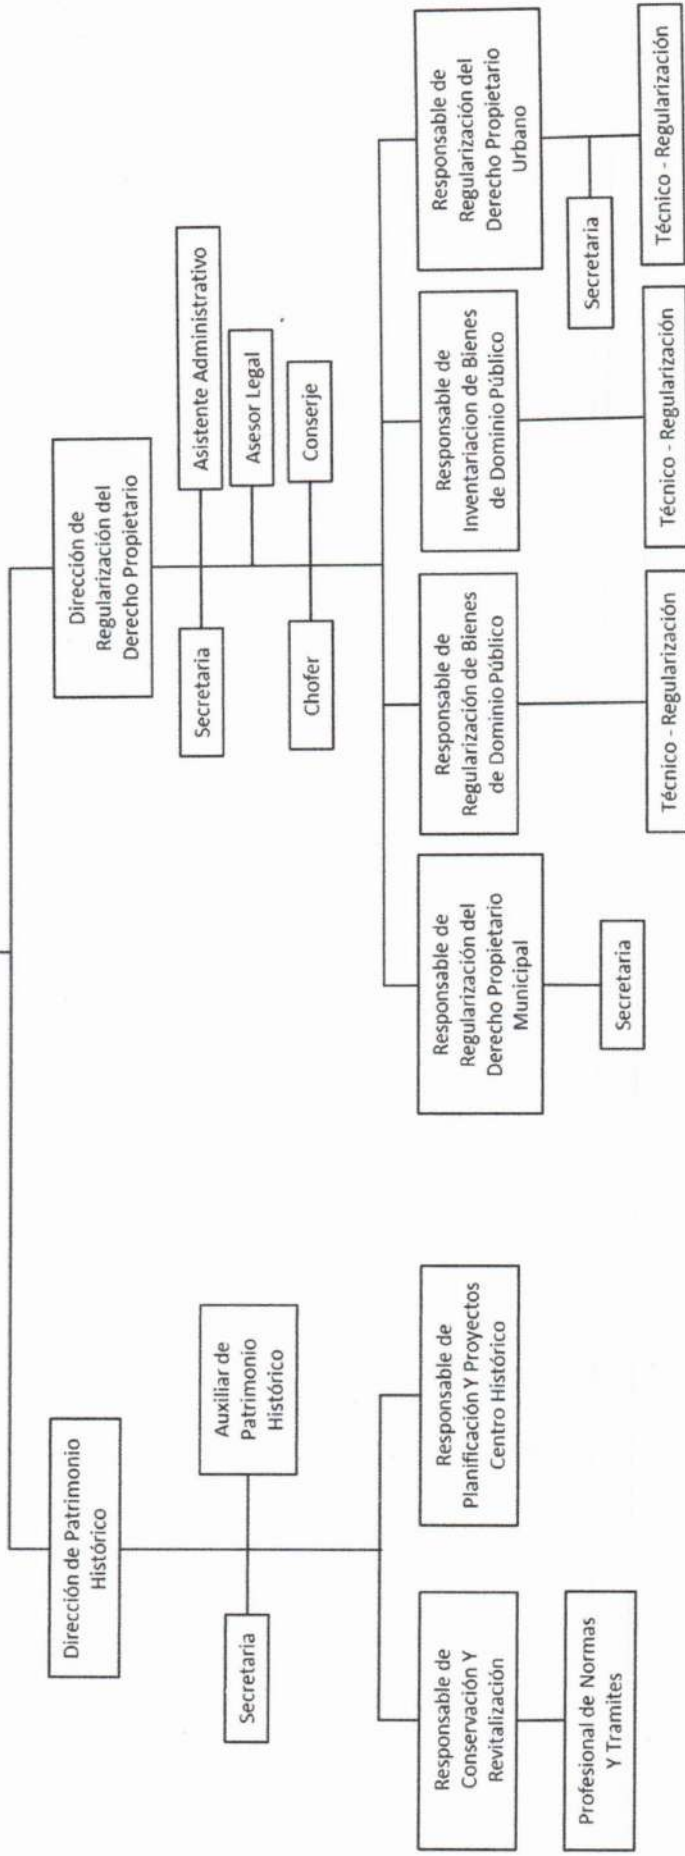 Dirección de Patrimonio
Histórico
Secretaria
Auxiliar de
Patrimonio
Histórico
Responsable de
Conservación Y
Revitalización
Profesional de Normas
Y Tramites
Responsable de
Planificación Y Proyectos
Centro Histórico
Dirección de
Regularización del
Derecho Propietario
Secretaria
Asistente Administrativo
Asesor Legal
Chofer
Conserje
Responsable de
Regularización del
Derecho Propietario
Municipal
Secretaria
Responsable de
Regularización de Bienes
de Dominio Público
Técnico - Regularización
Responsable de
Inventariacion de Bienes
de Dominio Público
Técnico - Regularización
Responsable de
Regularización del
Derecho Propietario
Urbano
Secretaria
Técnico - Regularización